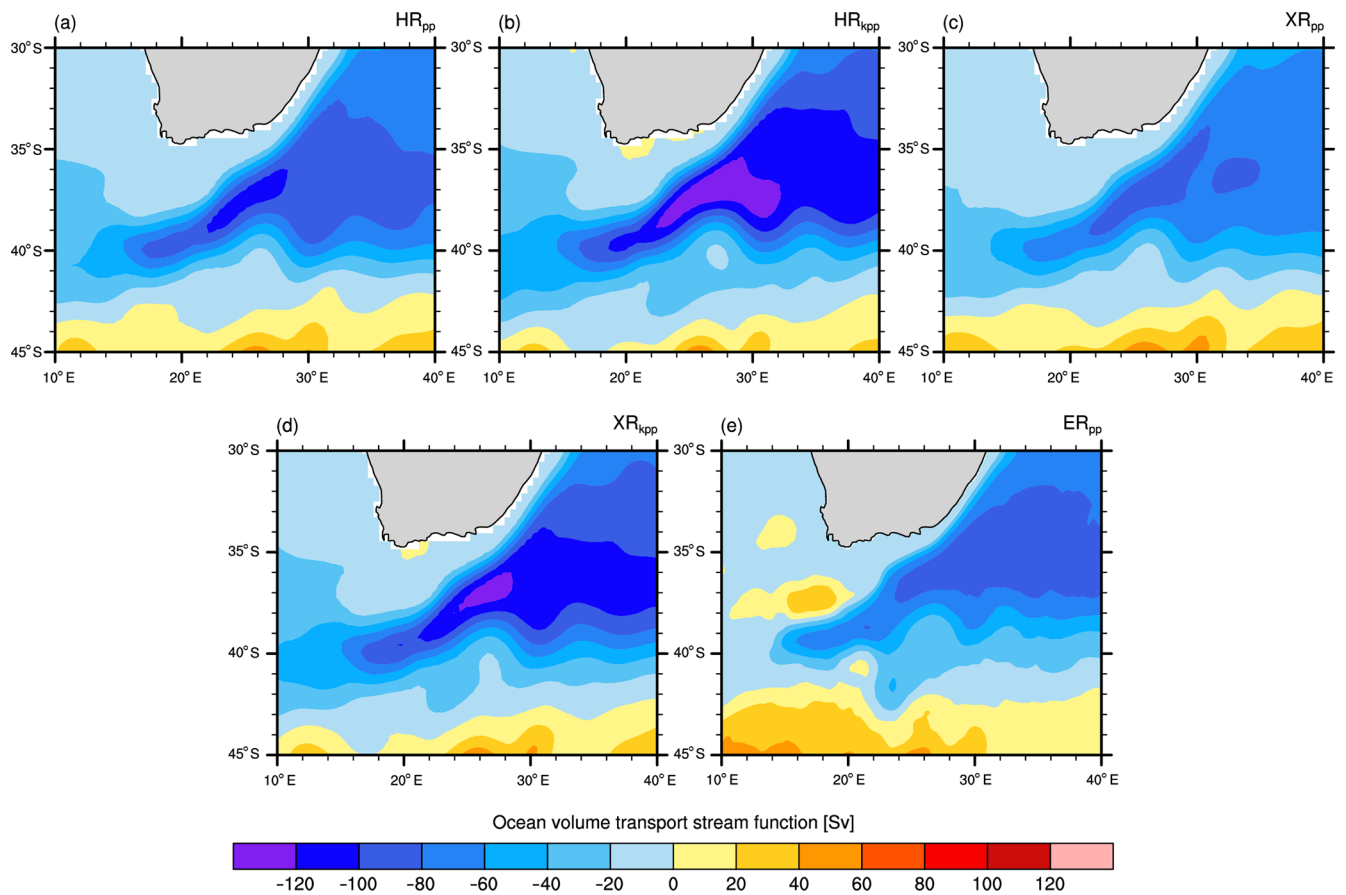 (a) HRpp (b) HRkpp (c) XRpp
30°S 30°S 30°S
35°S 35°S 35°S
40°S 40°S 40°S
45°S 45°S 45°S
10°E 20°E 30°E 40°E 10°E 20°E 30°E 40°E 10°E 20°E 30°E 40°E
(d) XRkpp (e) ERpp
30°S 30°S
35°S 35°S
40°S 40°S
45°S 45°S
10°E 20°E 30°E 40°E 10°E 20°E 30°E 40°E
Ocean volume transport stream function [Sv]
−120 −100 −80 −60 −40 −20 0 20 40 60 80 100 120